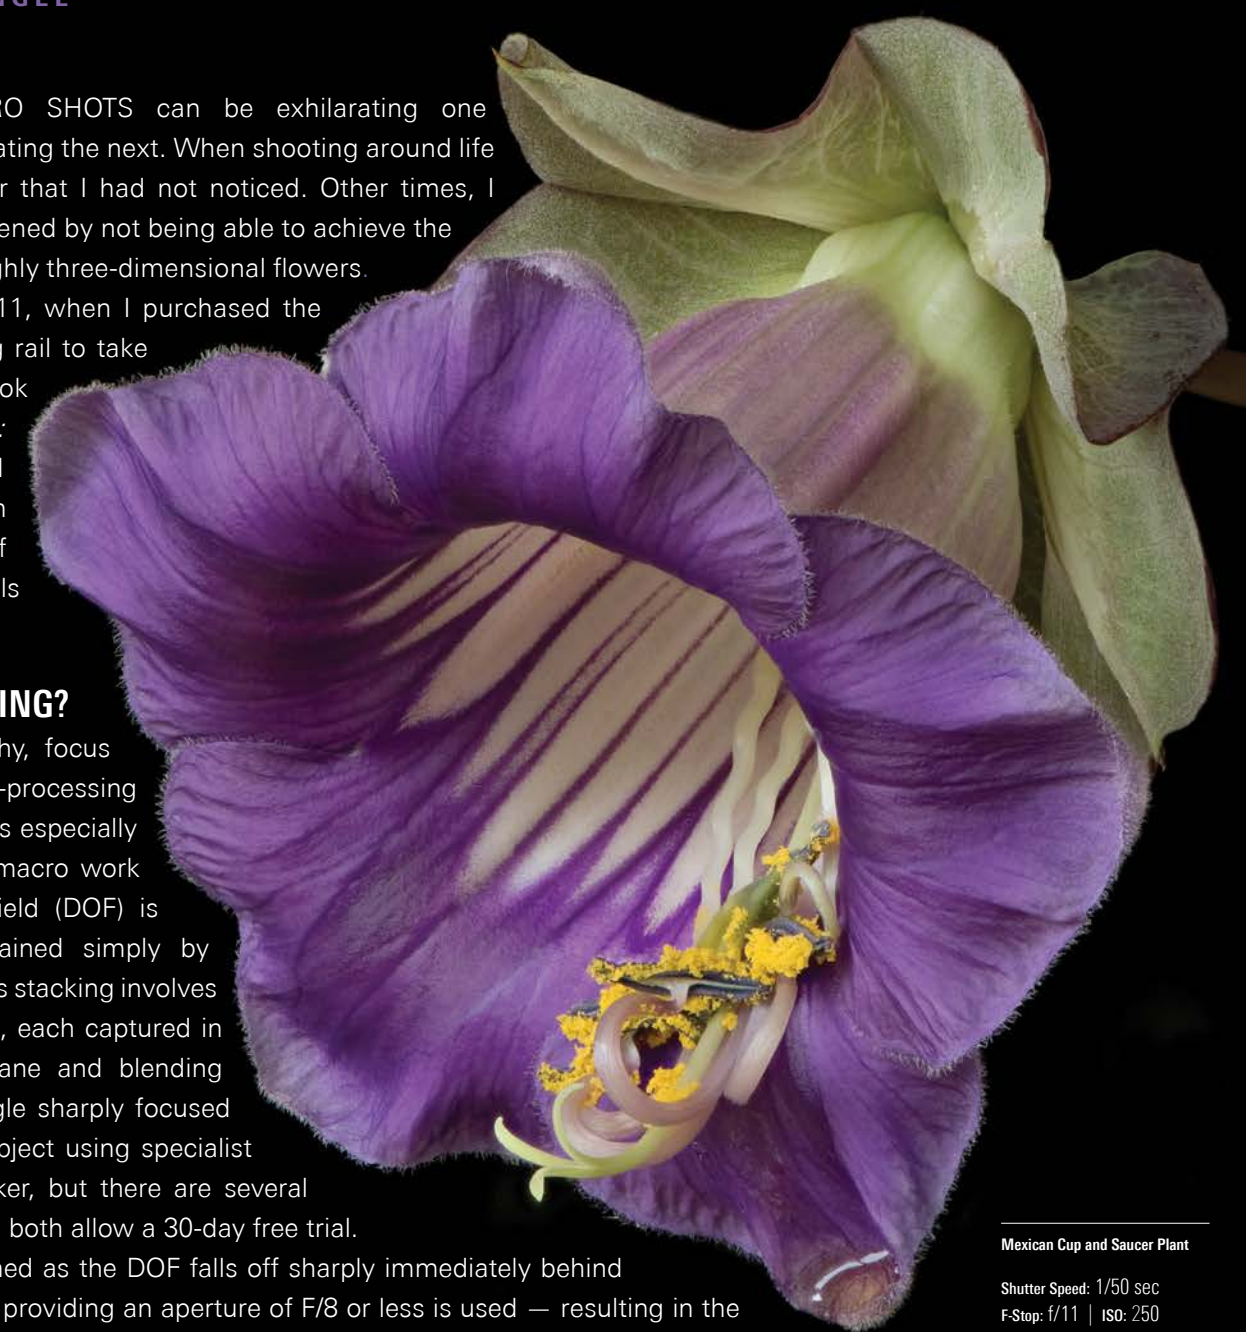 RO SHOTS can be exhilarating one
ating the next. When shooting around life
r that I had not noticed. Other times, I
ened by not being able to achieve the
ghly three-dimensional flowers.
11, when I purchased the
g rail to take
ok
:
l
n
f
ls
ING?
hy, focus
-processing
s especially
macro work
ield (DOF) is
ained simply by
s stacking involves
, each captured in
ane and blending
gle sharply focused
bject using specialist
ker, but there are several
both allow a 30-day free trial.
ned as the DOF falls off sharply immediately behind
providing an aperture of F/8 or less is used — resulting in the
Mexican Cup and Saucer Plant
Shutter Speed: 1/50 sec
F-Stop: f/11 | ISO: 250